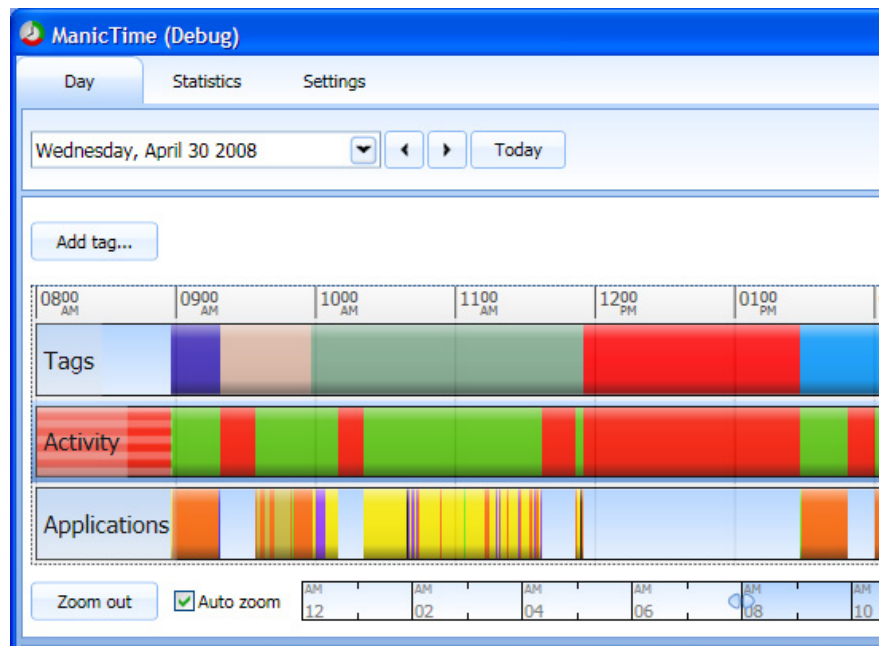 ManicTime (Debug)
Day Statistics Settings
Wednesday, April 30 2008 Today
Add tag...
0800 AM 0900 AM 1000 AM 1100 AM 1200 PM 0100 PM
Tags
Activity
Applications
Zoom out Auto zoom AM 12 AM 02 AM 04 AM 06 AM 08 AM 10